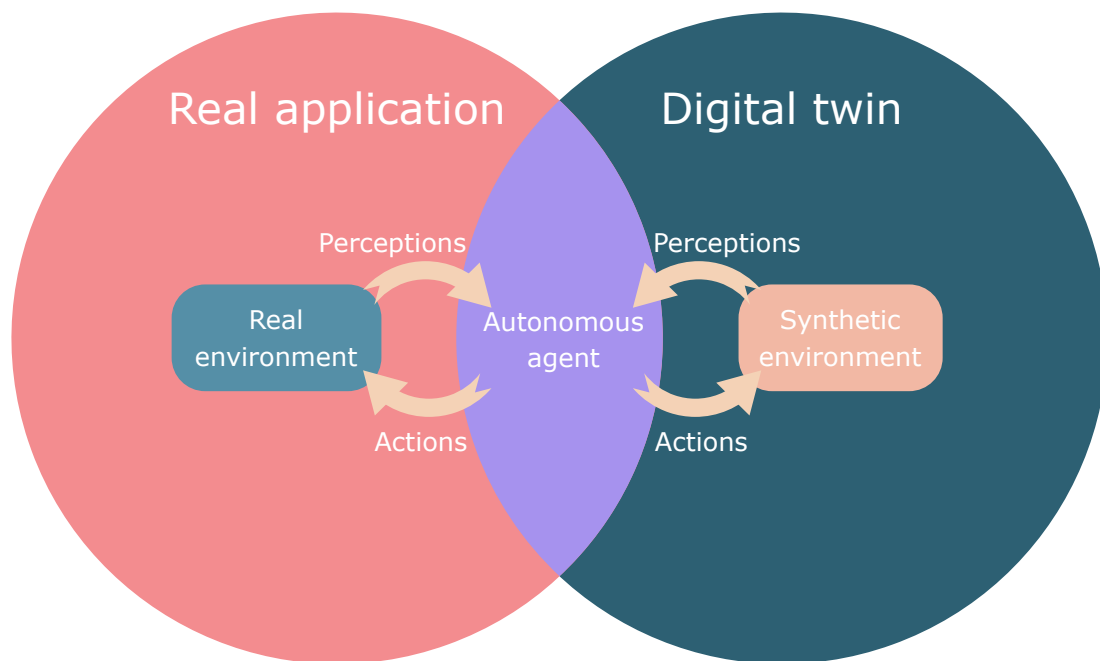 Real application
Digital twin
Perceptions
Perceptions
Real
environment
Autonomous
agent
Synthetic
environment
Actions
Actions